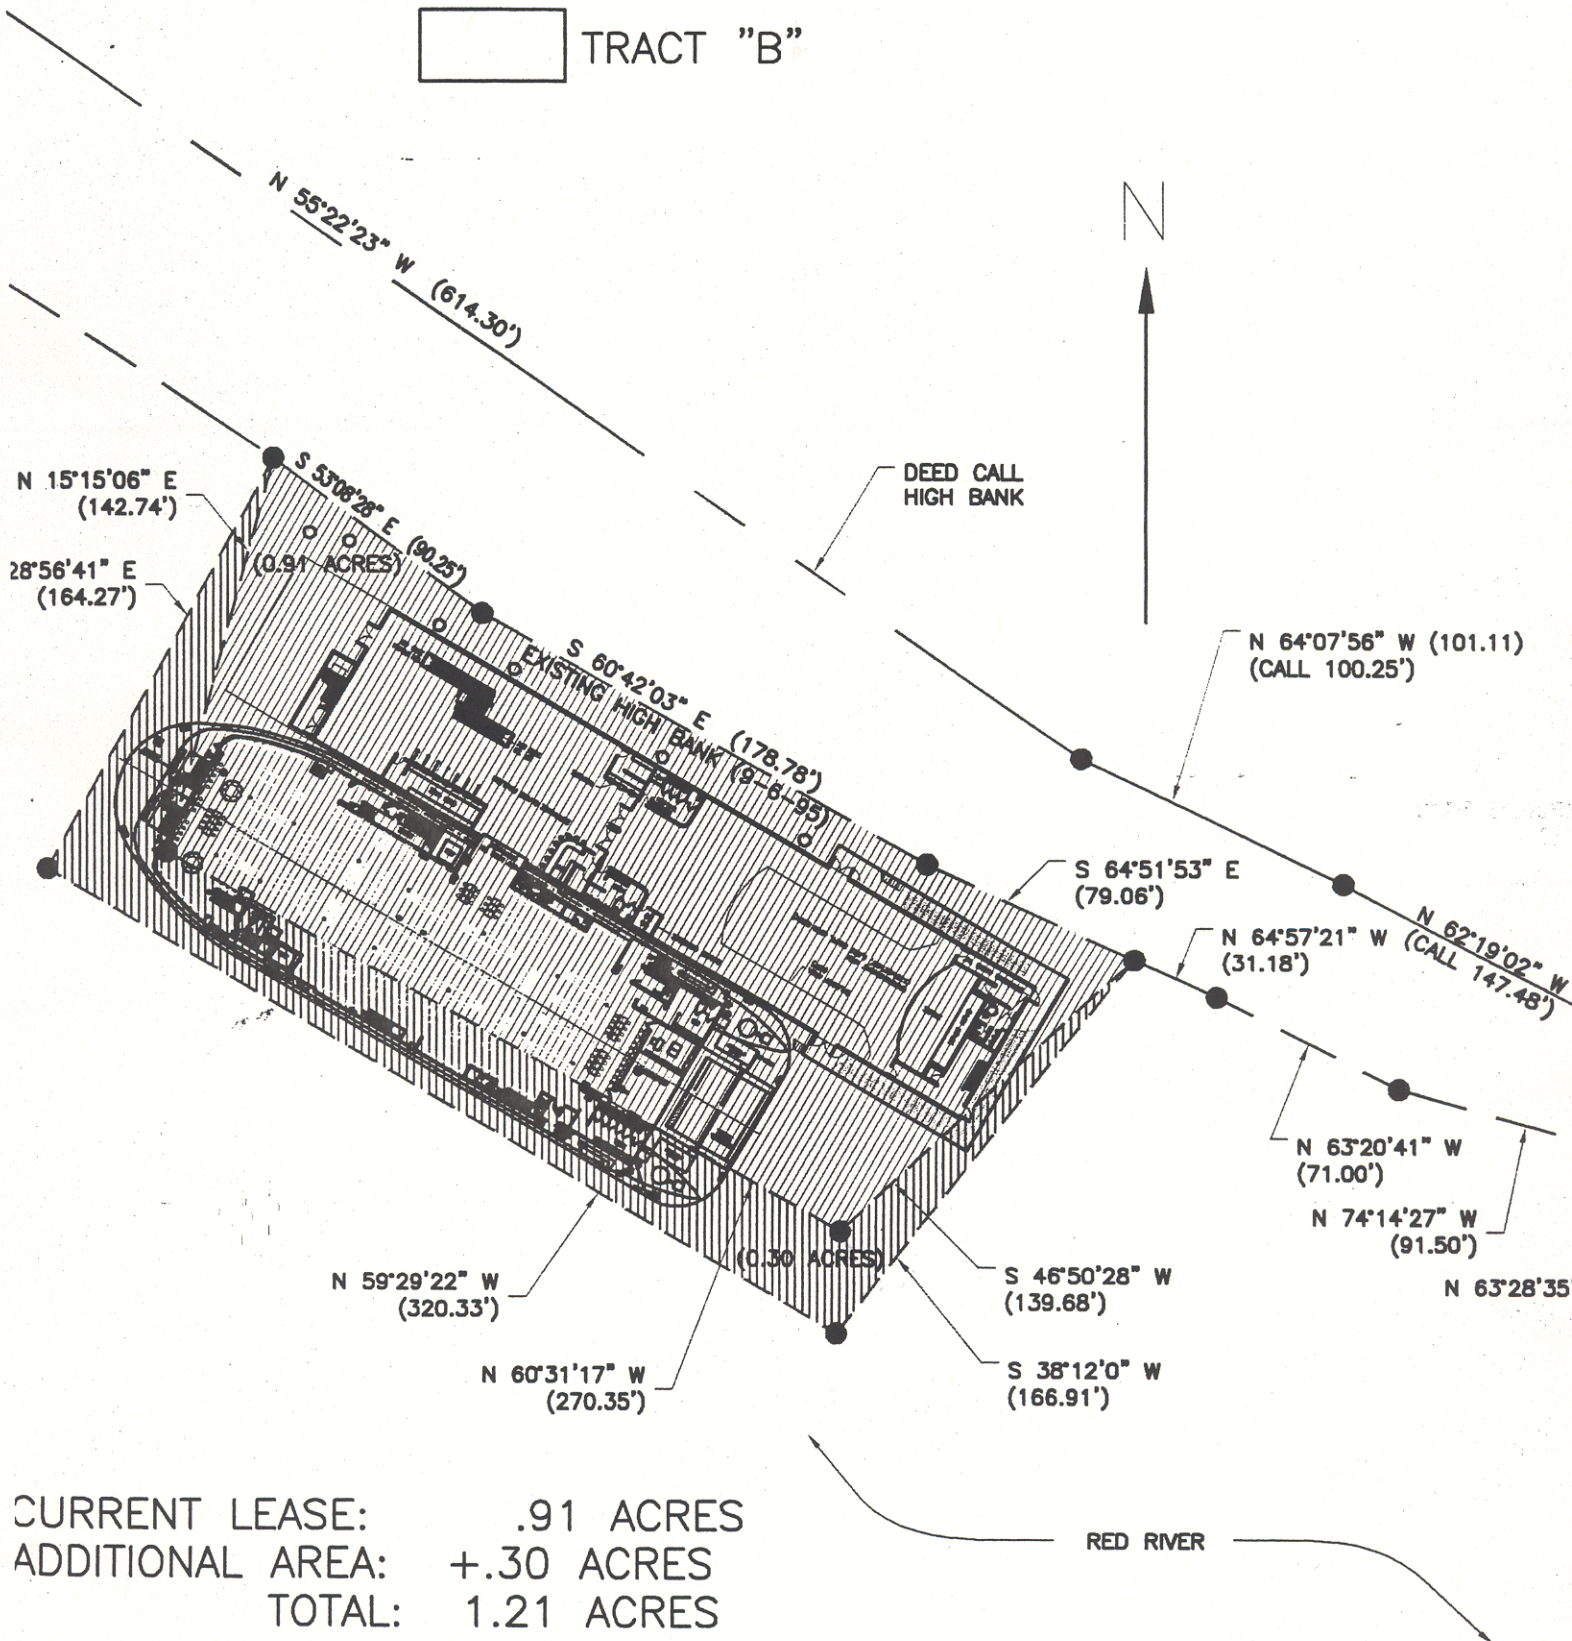 TRACT "B"
N
N 55°22'23" W (614.30')
DEED CALL
HIGH BANK
N 15°15'06" E
(142.74')
28°56'41" E
(164.27')
S 53°08'28" E (90.25')
(0.91 ACRES)
S 60°42'03" E (178.78')
EXISTING HIGH BANK (9-6-95)
N 64°07'56" W (101.11)
(CALL 100.25')
S 64°51'53" E
(79.06')
N 64°57'21" W
(31.18')
N 62°19'02" W
(CALL 147.48')
N 63°20'41" W
(71.00')
N 74°14'27" W
(91.50')
N 63°28'35"
(0.30 ACRES)
N 59°29'22" W
(320.33')
S 46°50'28" W
(139.68')
N 60°31'17" W
(270.35')
S 38°12'0" W
(166.91')
CURRENT LEASE: .91 ACRES
ADDITIONAL AREA: +.30 ACRES
TOTAL: 1.21 ACRES
RED RIVER